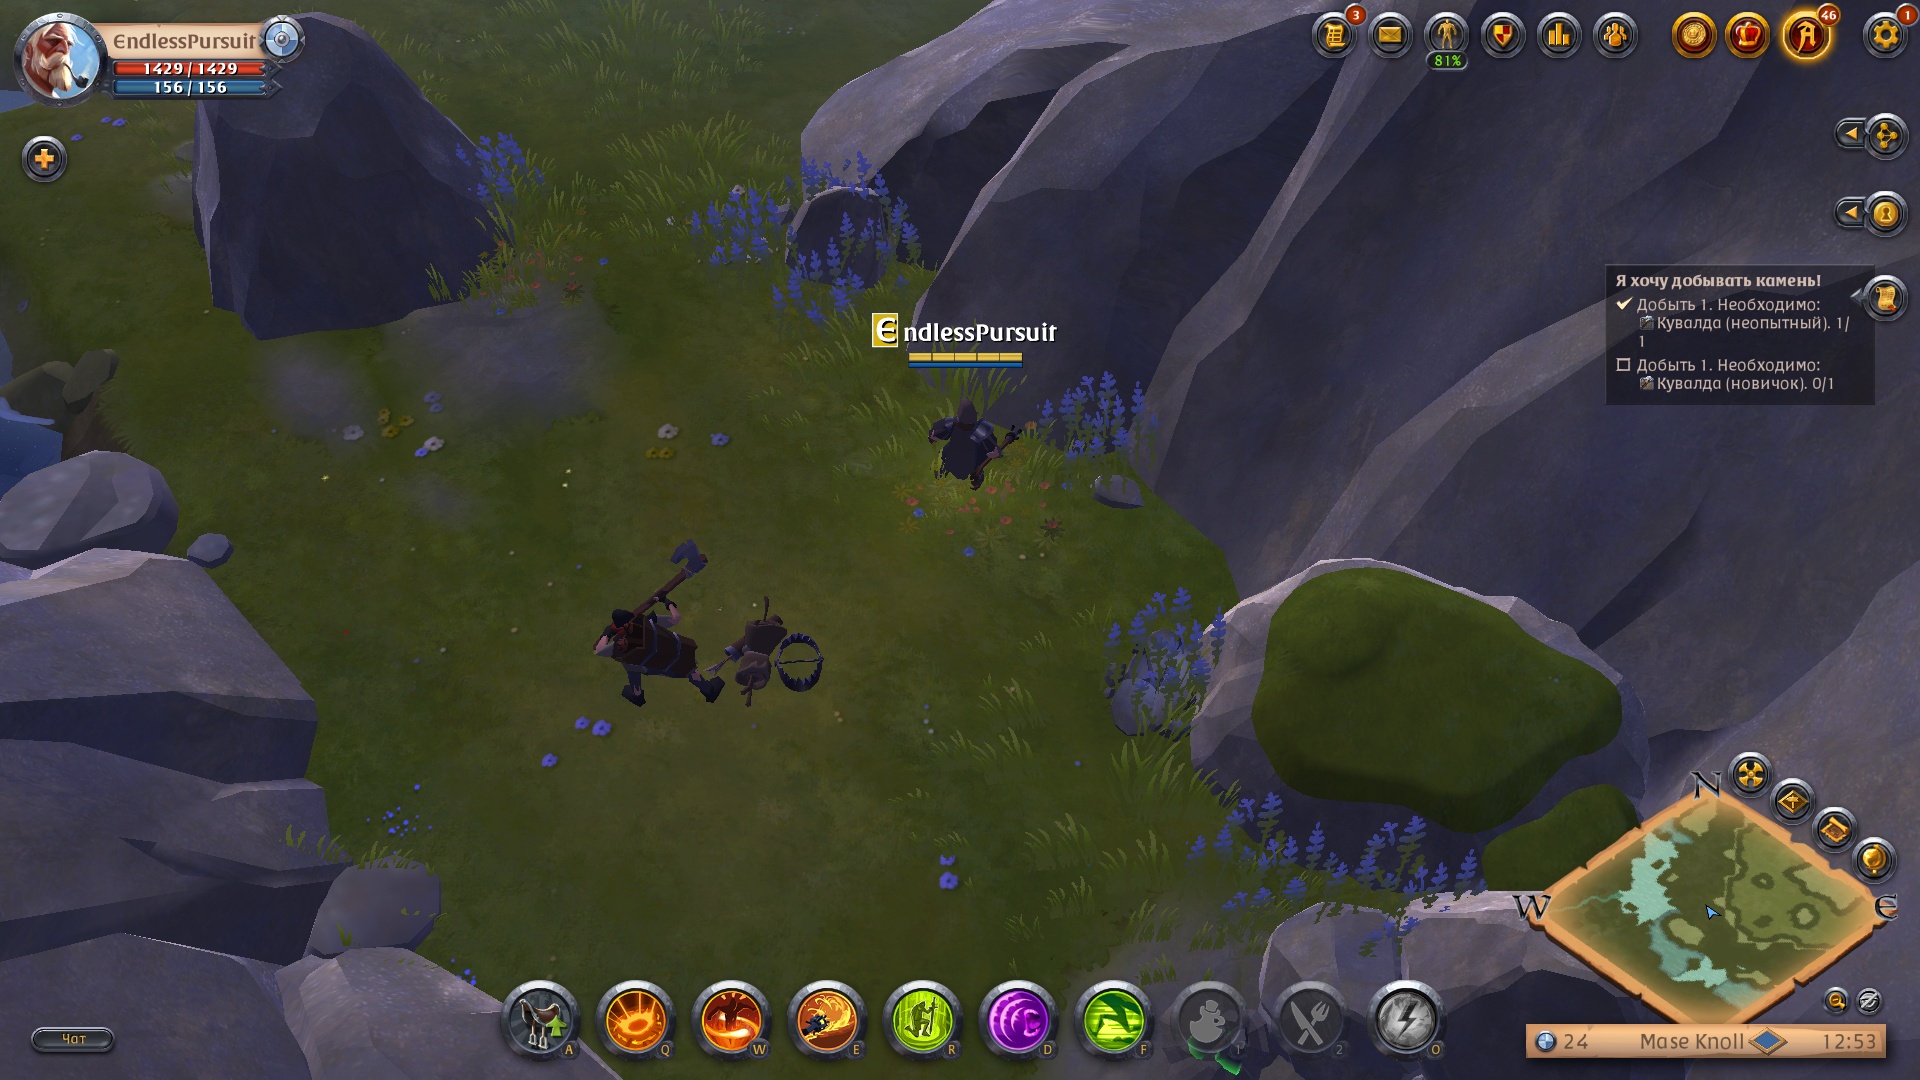 EndlessPursuit
1429 / 1429
156 / 156
3
81%
46
1
Я хочу добывать камень!
Добыть 1. Необходимо:
Кувалда (неопытный). 1/
1
Добыть 1. Необходимо:
Кувалда (новичок). 0/1
EndlessPursuit
N
W
E
A
Q
W
E
R
D
F
1
2
O
Чат
24
Mase Knoll
12:53